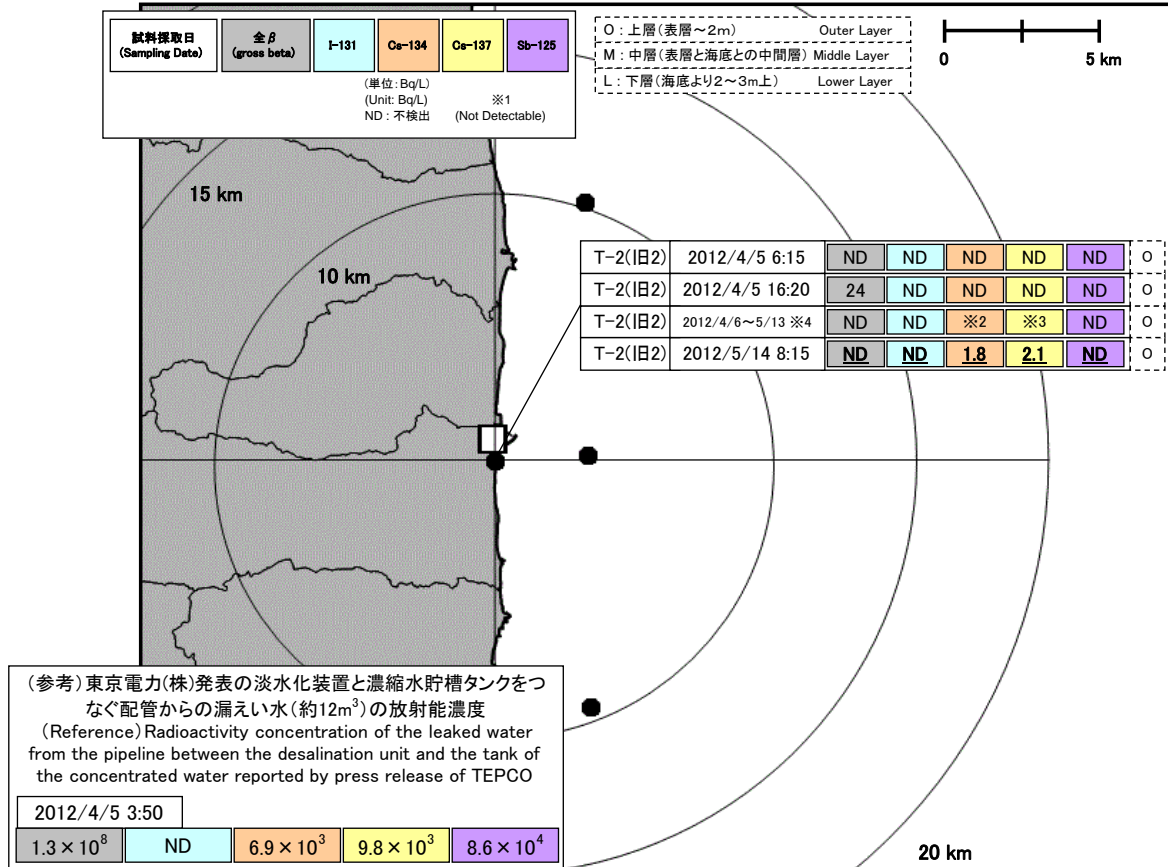 試料採取日 全β I-131 Cs-134 Cs-137 Sb-125
(Sampling Date) (gross beta)
(単位: Bq/L)
(Unit: Bq/L) ※1
ND : 不検出 (Not Detectable)
O : 上層(表層～2m) Outer Layer
M : 中層(表層と海底との中間層) Middle Layer
L : 下層(海底より2～3m上) Lower Layer
0 5 km
15 km
10 km
T-2(旧2) 2012/4/5 6:15 ND ND ND ND ND O
T-2(旧2) 2012/4/5 16:20 24 ND ND ND ND O
T-2(旧2) 2012/4/6～5/13 ※4 ND ND ※2 ※3 ND O
T-2(旧2) 2012/5/14 8:15 ND ND 1.8 2.1 ND O
(参考)東京電力(株)発表の淡水化装置と濃縮水貯槽タンクをつ
なぐ配管からの漏えい水(約12m³)の放射能濃度
(Reference)Radioactivity concentration of the leaked water
from the pipeline between the desalination unit and the tank of
the concentrated water reported by press release of TEPCO
2012/4/5 3:50
1.3×10⁸ ND 6.9×10³ 9.8×10³ 8.6×10⁴
20 km